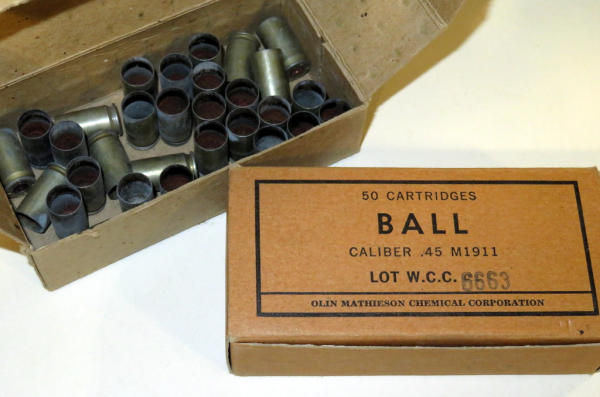 50 CARTRIDGES
BALL
CALIBER .45 M1911
LOT W.C.C. 6663
OLIN MATHIESON CHEMICAL CORPORATION